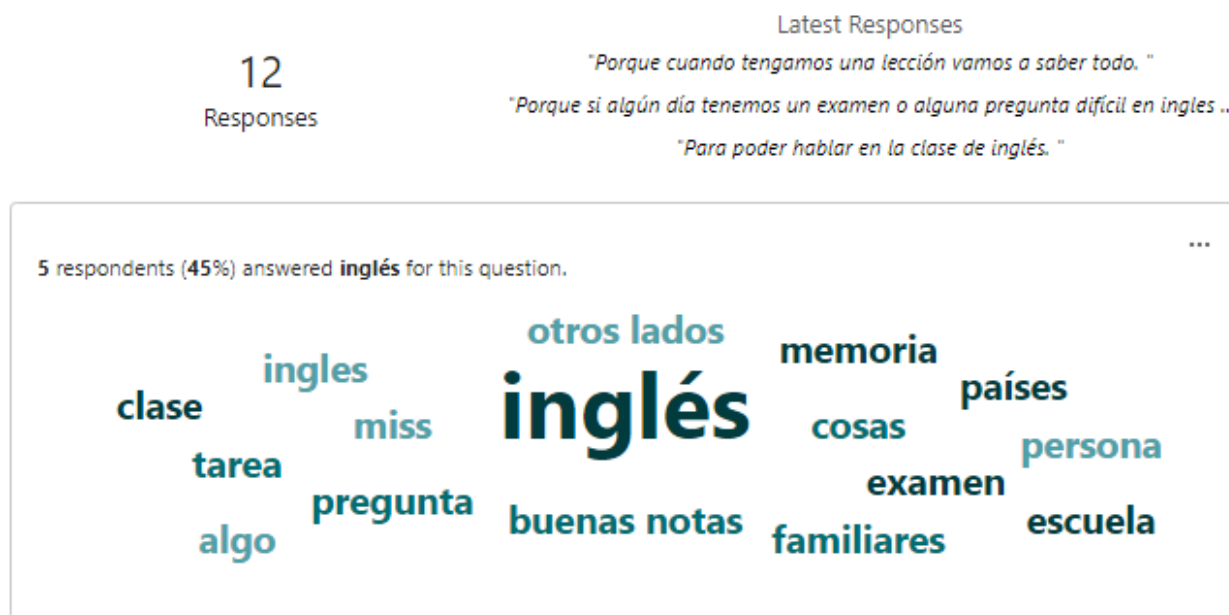 Latest Responses
12
Responses
"Porque cuando tengamos una lección vamos a saber todo. "
"Porque si algún día tenemos un examen o alguna pregunta difícil en ingles ..
"Para poder hablar en la clase de inglés. "
...
5 respondents (45%) answered inglés for this question.
otros lados
memoria
ingles
inglés
países
clase
miss
cosas
persona
tarea
examen
pregunta
buenas notas
escuela
algo
familiares